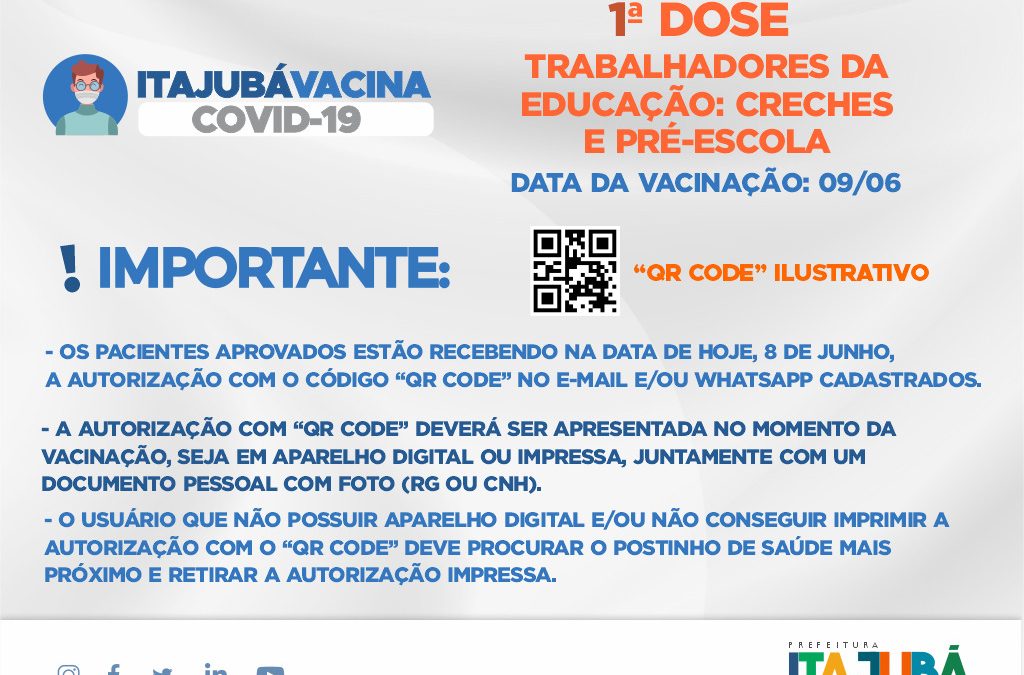 1ª DOSE
TRABALHADORES DA
EDUCAÇÃO: CRECHES
E PRÉ-ESCOLA
DATA DA VACINAÇÃO: 09/06
ITAJUBÁVACINA
COVID-19
! IMPORTANTE:
“QR CODE” ILUSTRATIVO
- OS PACIENTES APROVADOS ESTÃO RECEBENDO NA DATA DE HOJE, 8 DE JUNHO,
A AUTORIZAÇÃO COM O CÓDIGO “QR CODE” NO E-MAIL E/OU WHATSAPP CADASTRADOS.
- A AUTORIZAÇÃO COM “QR CODE” DEVERÁ SER APRESENTADA NO MOMENTO DA
VACINAÇÃO, SEJA EM APARELHO DIGITAL OU IMPRESSA, JUNTAMENTE COM UM
DOCUMENTO PESSOAL COM FOTO (RG OU CNH).
- O USUÁRIO QUE NÃO POSSUIR APARELHO DIGITAL E/OU NÃO CONSEGUIR IMPRIMIR A
AUTORIZAÇÃO COM O “QR CODE” DEVE PROCURAR O POSTINHO DE SAÚDE MAIS
PRÓXIMO E RETIRAR A AUTORIZAÇÃO IMPRESSA.
PREFEITURA
ITAJUBÁ